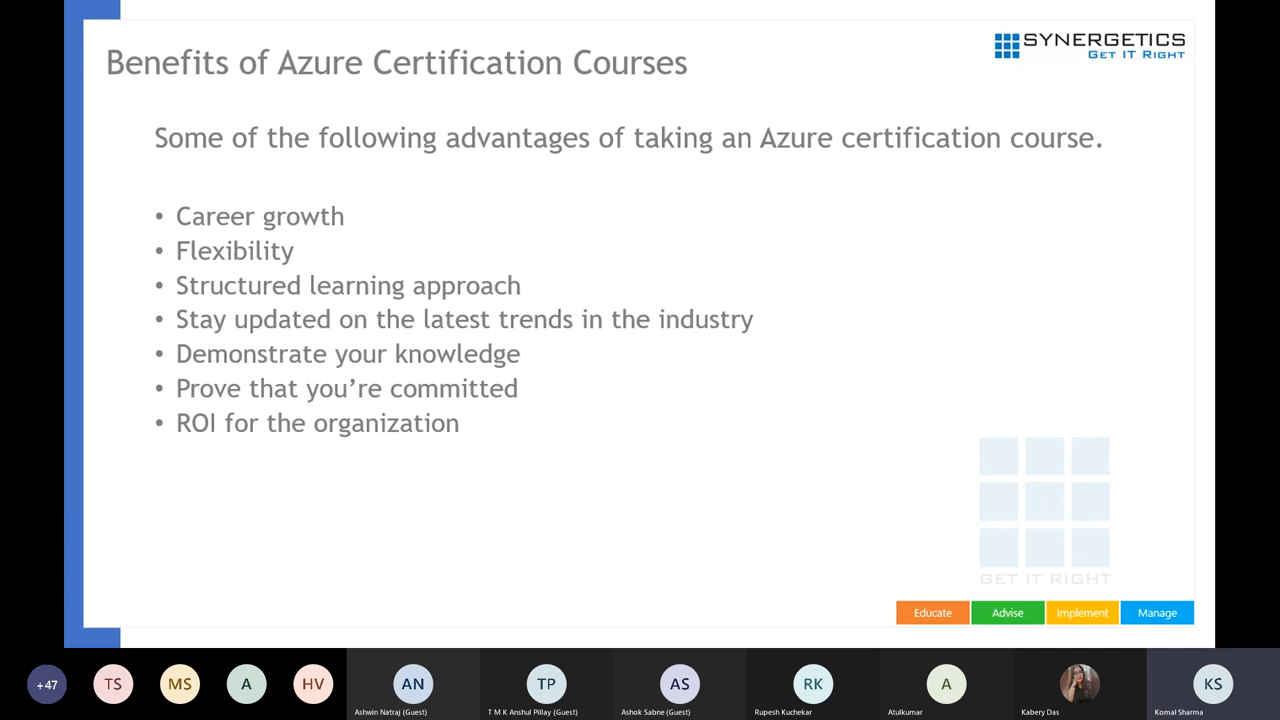 SYNERGETICS
GET IT RIGHT
Benefits of Azure Certification Courses
Some of the following advantages of taking an Azure certification course.
• Career growth
• Flexibility
• Structured learning approach
• Stay updated on the latest trends in the industry
• Demonstrate your knowledge
• Prove that you’re committed
• ROI for the organization
GET IT RIGHT
Educate Advise Implement Manage
+47 TS MS A HV AN TP AS RK A KS
Ashwin Natraj (Guest) T M K Anshul Pillay (Guest) Ashok Sabne (Guest) Rupesh Kuchekar Atulkumar Kabery Das Komal Sharma